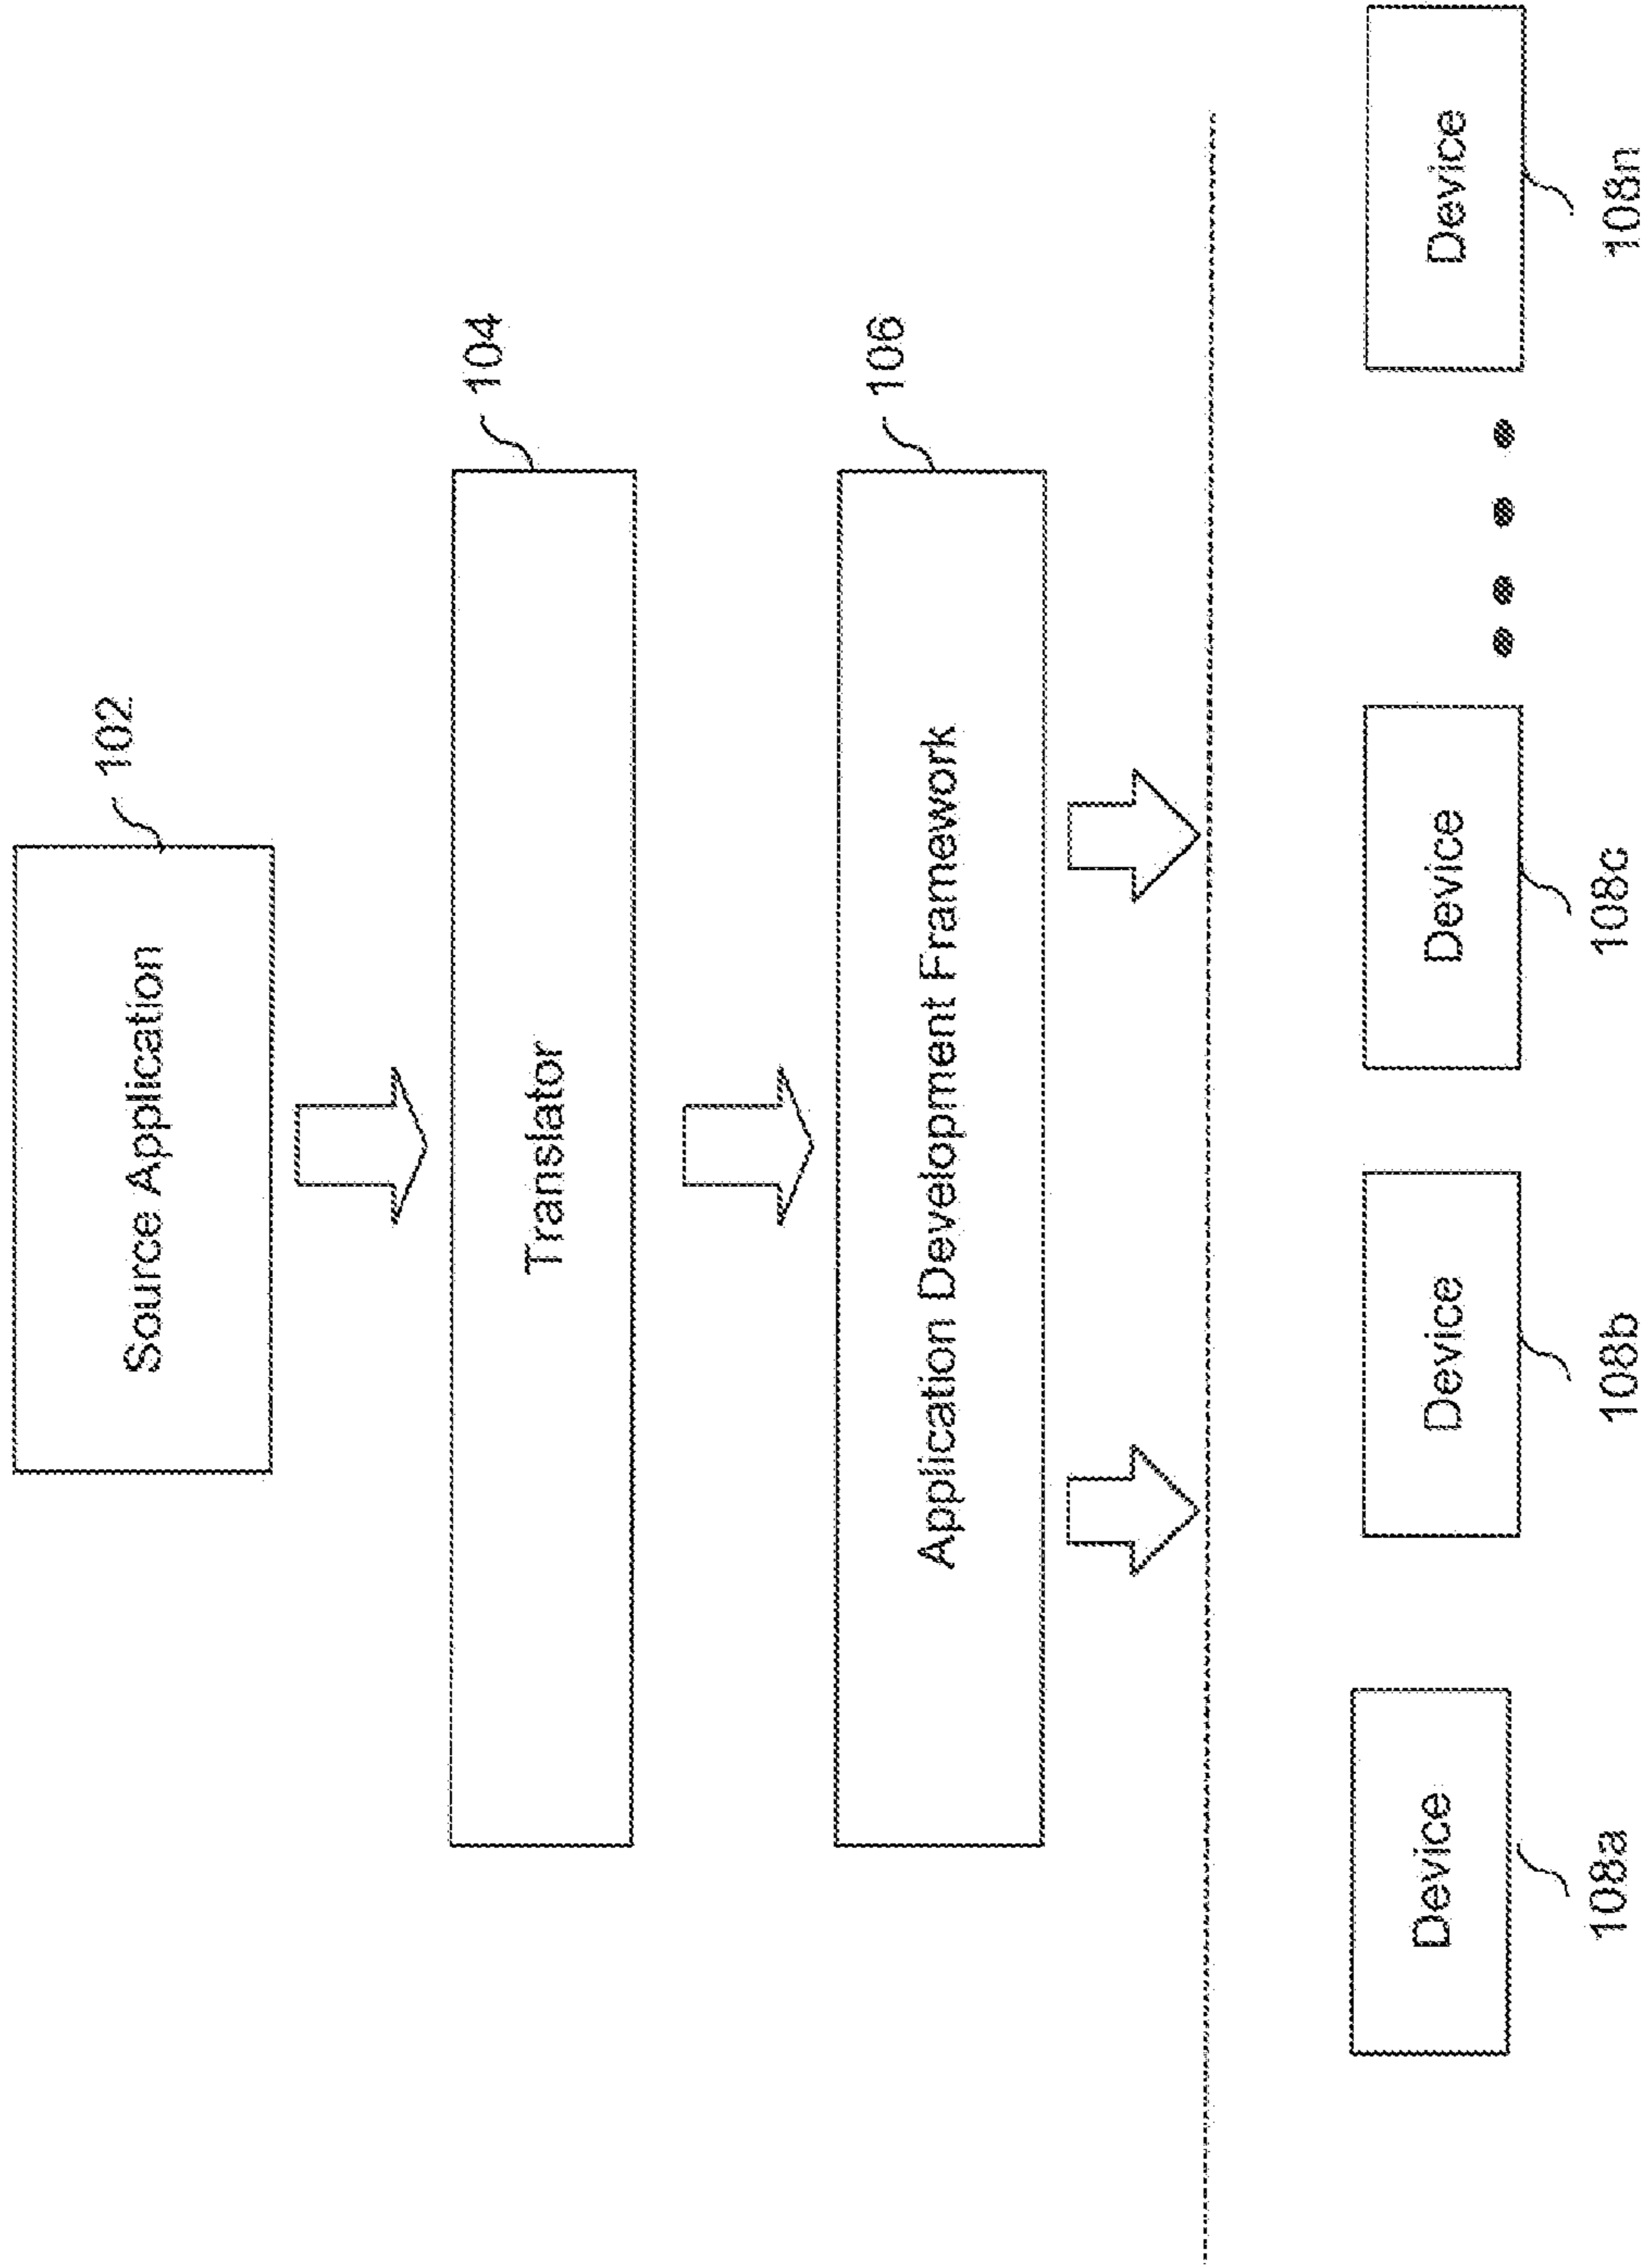 Source Application
102
Translator
104
Application Development Framework
106
Device
Device
Device
Device
108a
108b
108c
108n